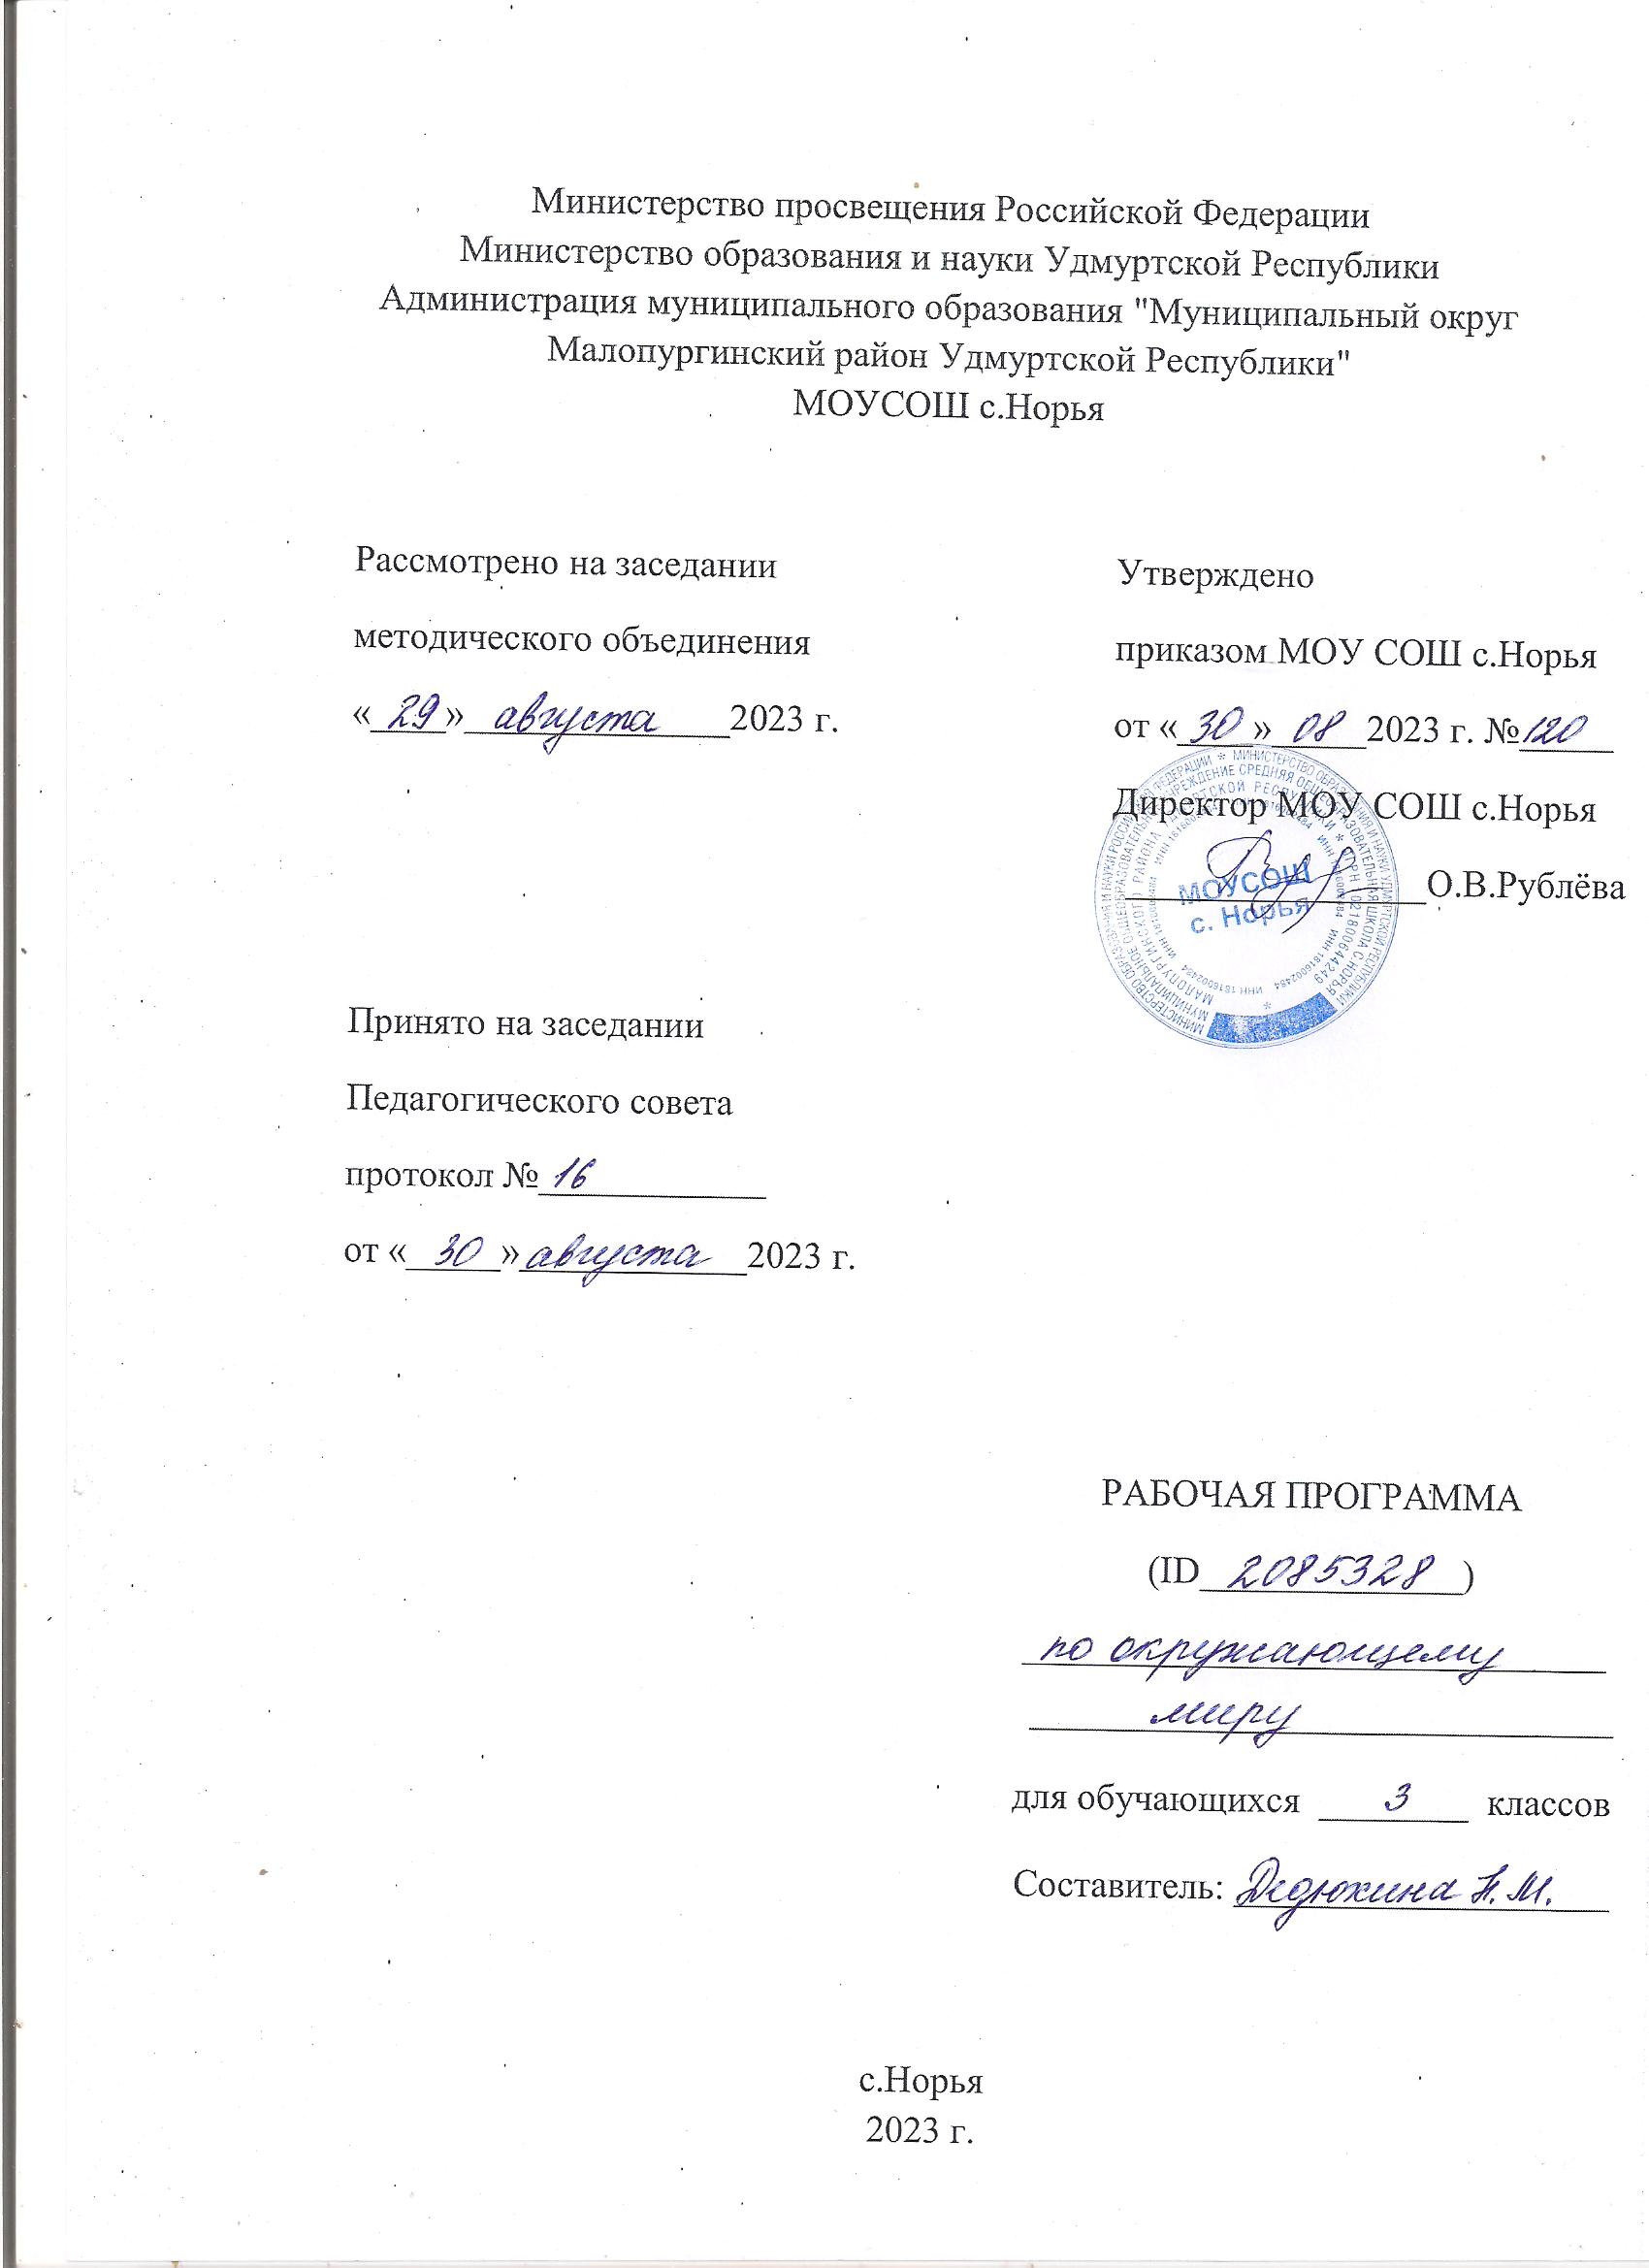 Министерство просвещения Российской Федерации
Министерство образования и науки Удмуртской Республики
Администрация муниципального образования "Муниципальный округ
Малопургинский район Удмуртской Республики"
МОУСОШ с.Норья
Рассмотрено на заседании
методического объединения
«29» августа 2023 г.
Утверждено
приказом МОУ СОШ с.Норья
от «30» 08 2023 г. №120
Директор МОУ СОШ с.Норья
О.В.Рублёва
МОУСОШ
с. Норья
Принято на заседании
Педагогического совета
протокол № 16
от «30» августа 2023 г.
РАБОЧАЯ ПРОГРАММА
(ID 2085328)
по окружающему
миру
для обучающихся 3 классов
Составитель: Дедюхина Н.М.
с.Норья
2023 г.